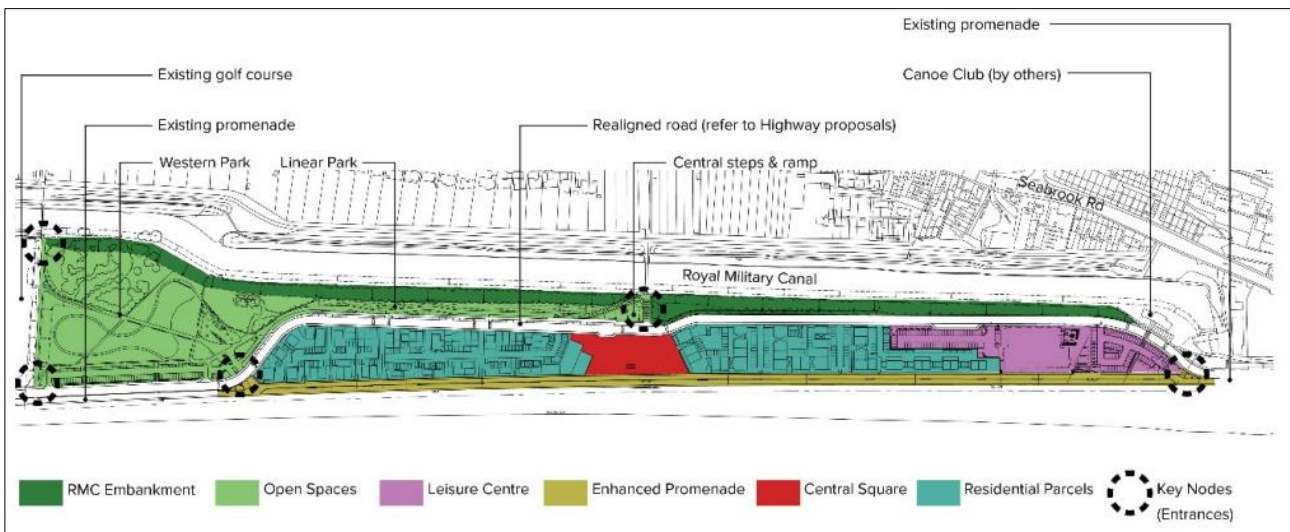 Existing promenade
Existing golf course
Canoe Club (by others)
Existing promenade
Realigned road (refer to Highway proposals)
Western Park
Linear Park
Central steps & ramp
Seabrook Rd
Royal Military Canal
RMC Embankment
Open Spaces
Leisure Centre
Enhanced Promenade
Central Square
Residential Parcels
Key Nodes
(Entrances)